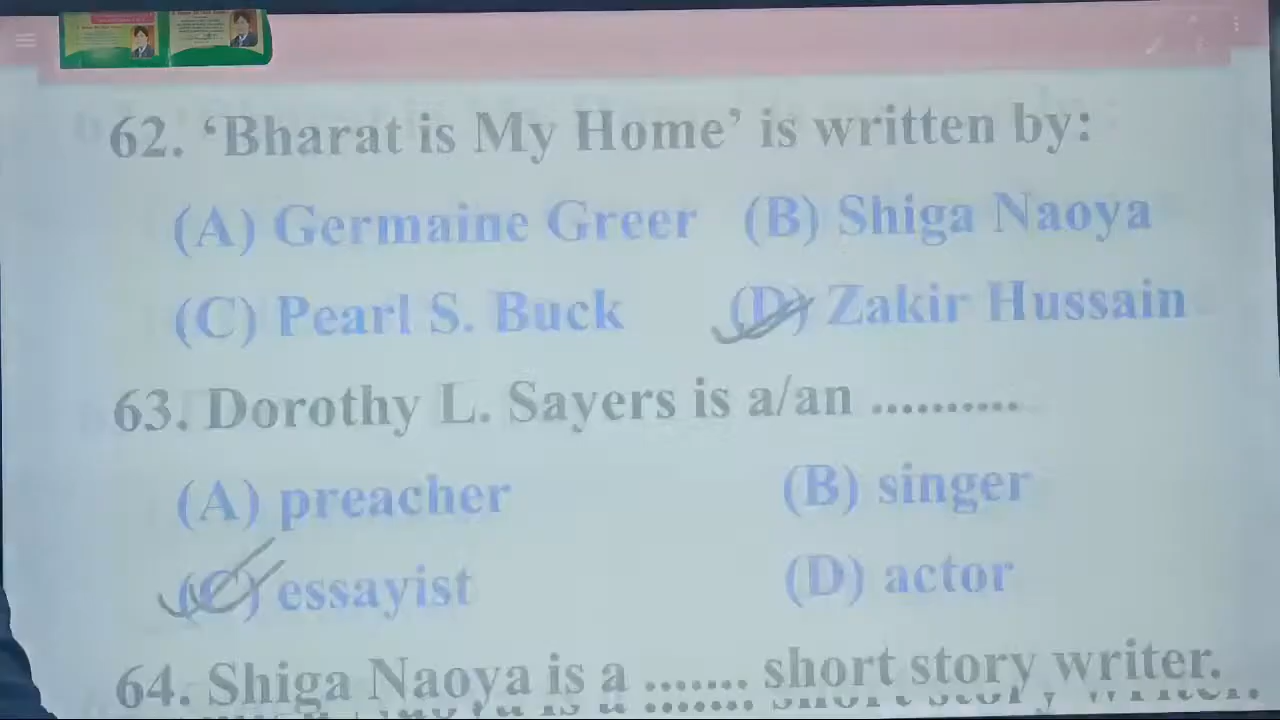 62. ‘Bharat is My Home’ is written by:
(A) Germaine Greer (B) Shiga Naoya
(C) Pearl S. Buck (D) Zakir Hussain
63. Dorothy L. Sayers is a/an ..........
(A) preacher (B) singer
(C) essayist (D) actor
64. Shiga Naoya is a ....... short story writer.